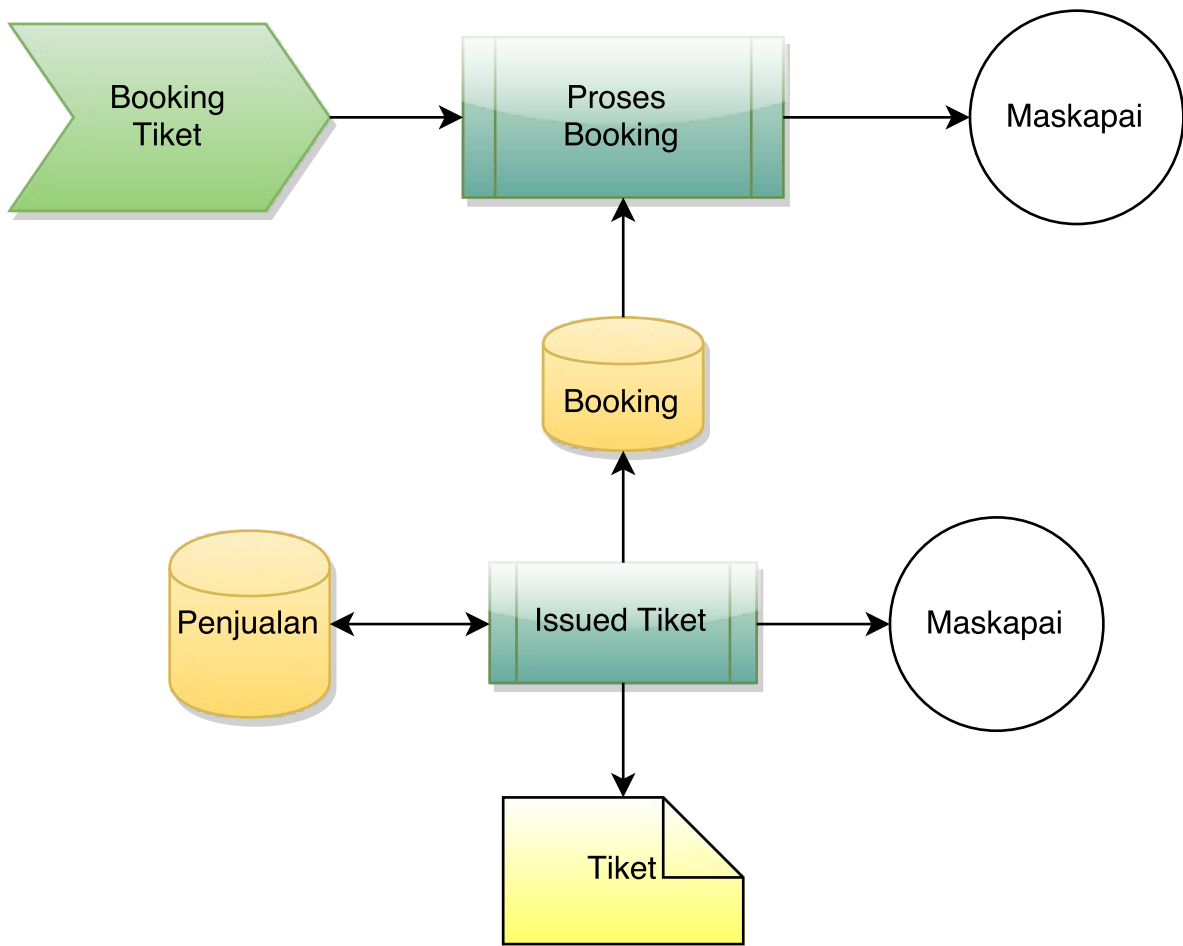 Booking
Tiket
Proses
Booking
Maskapai
Booking
Penjualan
Issued Tiket
Maskapai
Tiket